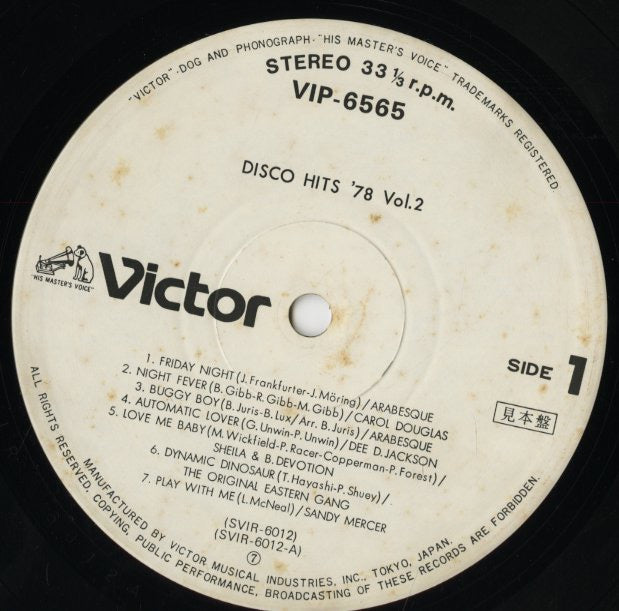 "VICTOR"·DOG AND PHONOGRAPH·"HIS MASTER'S VOICE" TRADEMARKS REGISTERED
STEREO 33 1/3 r.p.m.
VIP-6565
DISCO HITS '78 Vol.2
"HIS MASTER'S VOICE"
Victor
SIDE 1
見本盤
1. FRIDAY NIGHT(J.Frankfurter-J.Möring)/ARABESQUE
2. NIGHT FEVER(B.Gibb-R.Gibb-M.Gibb)/CAROL DOUGLAS
3. BUGGY BOY(B.Juris-B.Lux/Arr.B.Juris)/ARABESQUE
4. AUTOMATIC LOVER(G.Unwin-P.Unwin)/DEE D.JACKSON
5. LOVE ME BABY(M.Wickfield-P.Racer-Copperman-P.Forest)/
SHEILA & B.DEVOTION
6. DYNAMIC DINOSAUR(T.Hayashi-P.Shuey)/
THE ORIGINAL EASTERN GANG
7. PLAY WITH ME(L.McNeal)/SANDY MERCER
(SVIR-6012)
(SVIR-6012-A)
⑦
MANUFACTURED BY VICTOR MUSICAL INDUSTRIES, INC., TOKYO, JAPAN.
ALL RIGHTS RESERVED, COPYING, PUBLIC PERFORMANCE, BROADCASTING OF THESE RECORDS ARE FORBIDDEN.